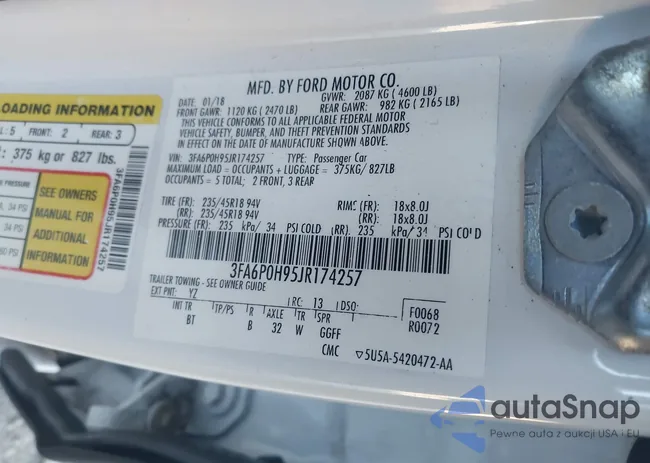 LOADING INFORMATION
5
FRONT: 2
REAR: 3
375 kg or 827 lbs.
SEE OWNERS
MANUAL FOR
ADDITIONAL
INFORMATION
3FA6P0H95JR174257
MFD. BY FORD MOTOR CO.
DATE: 01/18
GVWR: 2087 KG ( 4600 LB)
FRONT GAWR: 1120 KG ( 2470 LB)
REAR GAWR: 982 KG ( 2165 LB)
THIS VEHICLE CONFORMS TO ALL APPLICABLE FEDERAL MOTOR
VEHICLE SAFETY, BUMPER, AND THEFT PREVENTION STANDARDS
IN EFFECT ON THE DATE OF MANUFACTURE SHOWN ABOVE.
VIN: 3FA6P0H95JR174257 TYPE: Passenger Car
MAXIMUM LOAD = OCCUPANTS + LUGGAGE = 375KG/ 827LB
OCCUPANTS = 5 TOTAL; 2 FRONT, 3 REAR
TIRE (FR): 235/45R18 94V RIMS (FR): 18x8.0J
(RR): 235/45R18 94V (RR): 18x8.0J
(FR): 235 kPa/ 34 PSI COLD (RR): 235 kPa/ 34 PSI COLD
3FA6P0H95JR174257
TRAILER TOWING - SEE OWNER GUIDE
EXT PNT: YZ RC: 13 DSO: F0068
INT TR TP/PS R AXLE TR SPR R0072
BT B 32 W GGFF
CMC ▽5U5A-5420472-AA
autoSnap
Pewne auta z aukcji USA i EU